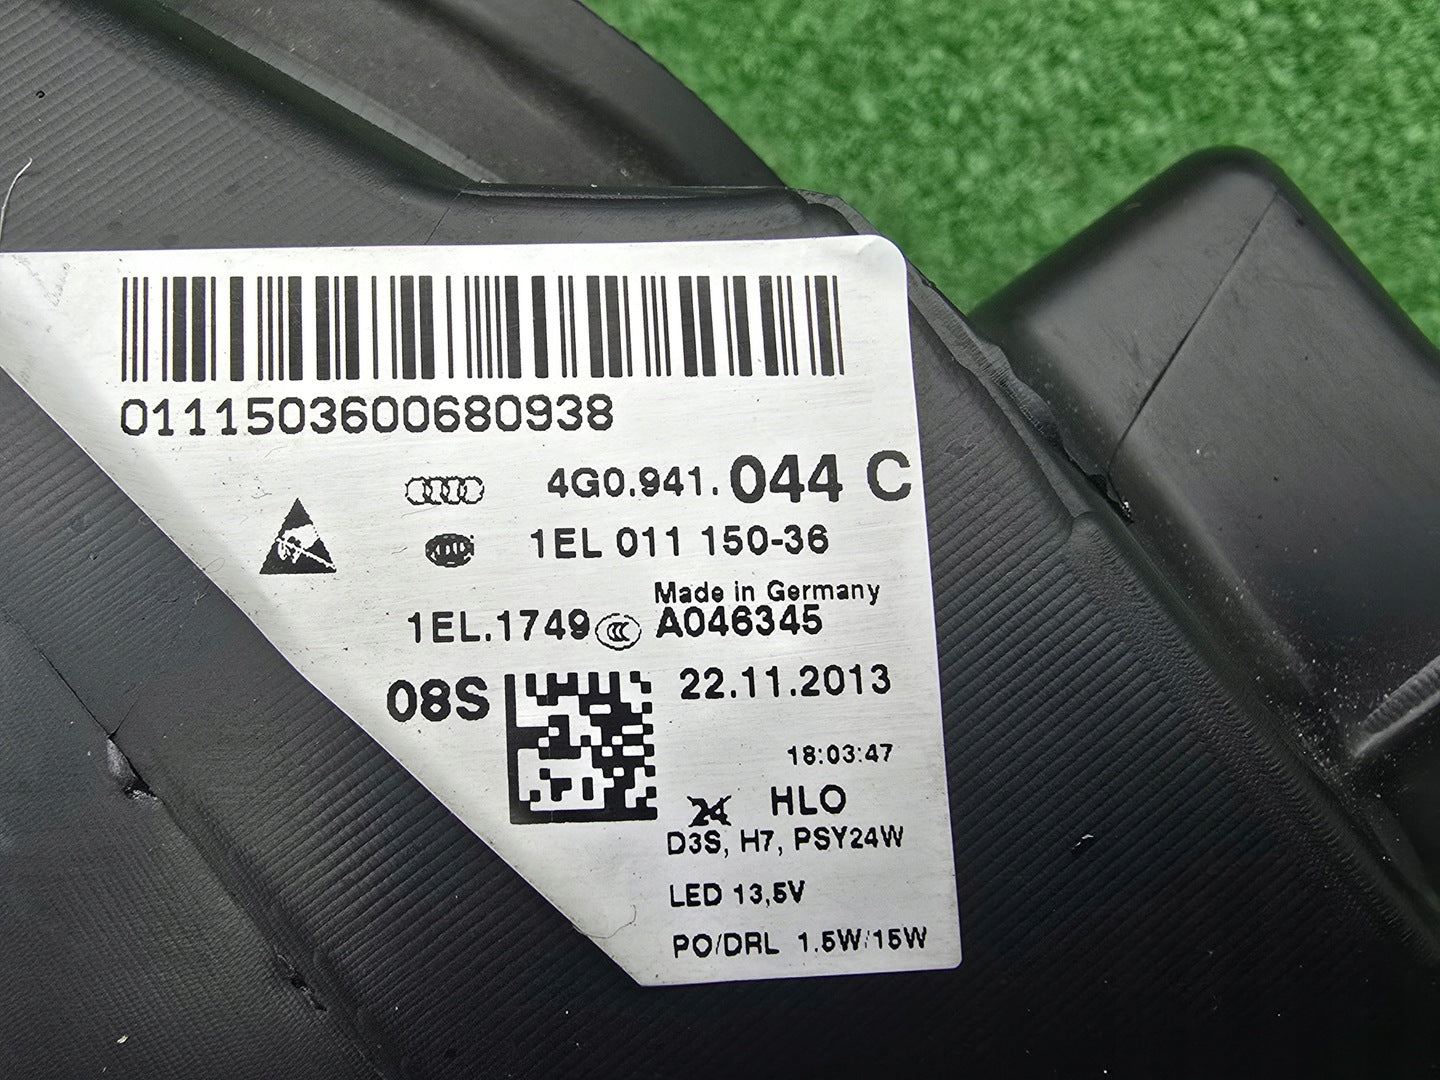 0111503600680938
4G0.941.044 C
1EL 011 150-36
Made in Germany
1EL.1749 CCC A046345
08S 22.11.2013
18:03:47
24 HLO
D3S, H7, PSY24W
LED 13,5V
PO/DRL 1.5W/15W